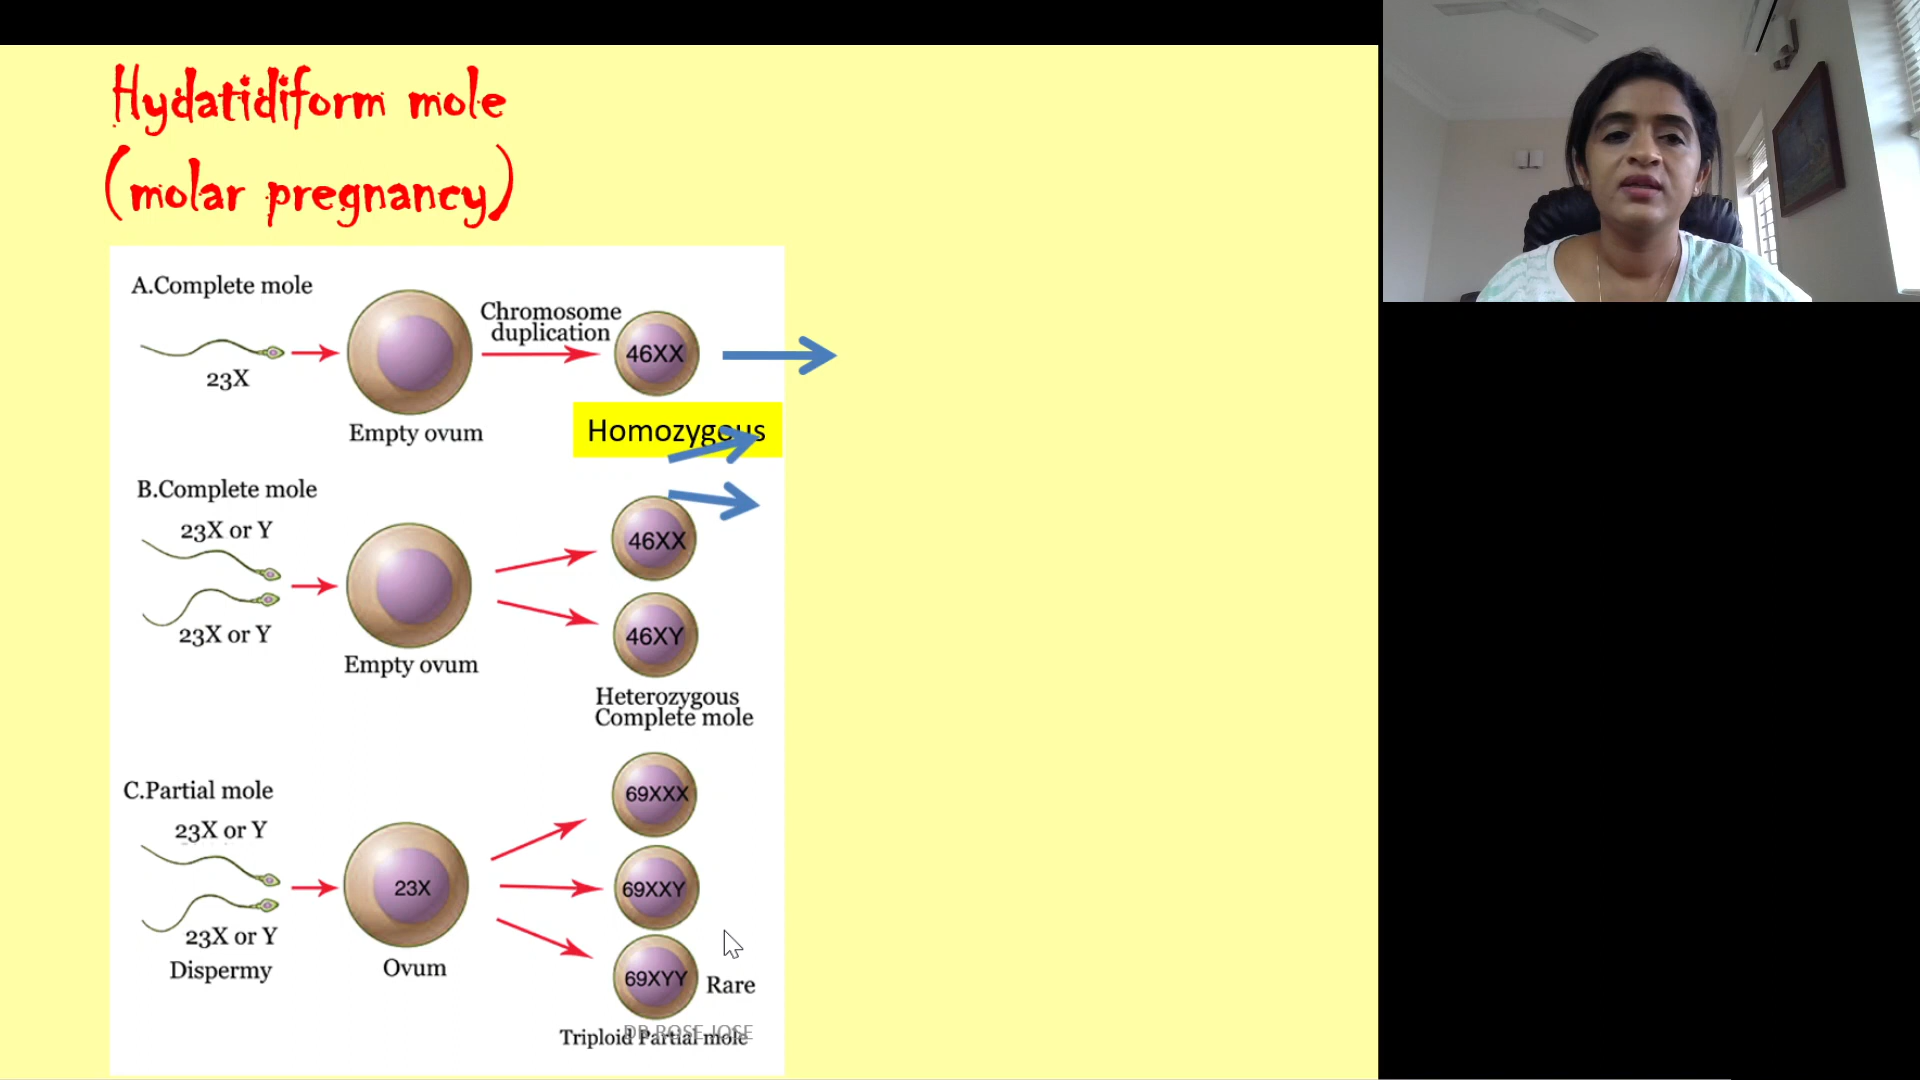 Hydatidiform mole
(molar pregnancy)
A.Complete mole
23X
Empty ovum
Chromosome
duplication
46XX
Homozygous
B.Complete mole
23X or Y
23X or Y
Empty ovum
46XX
46XY
Heterozygous
Complete mole
C.Partial mole
23X or Y
23X or Y
Dispermy
23X
Ovum
69XXX
69XXY
69XYY
Rare
Triploid Partial mole
DR ROSE JOSE